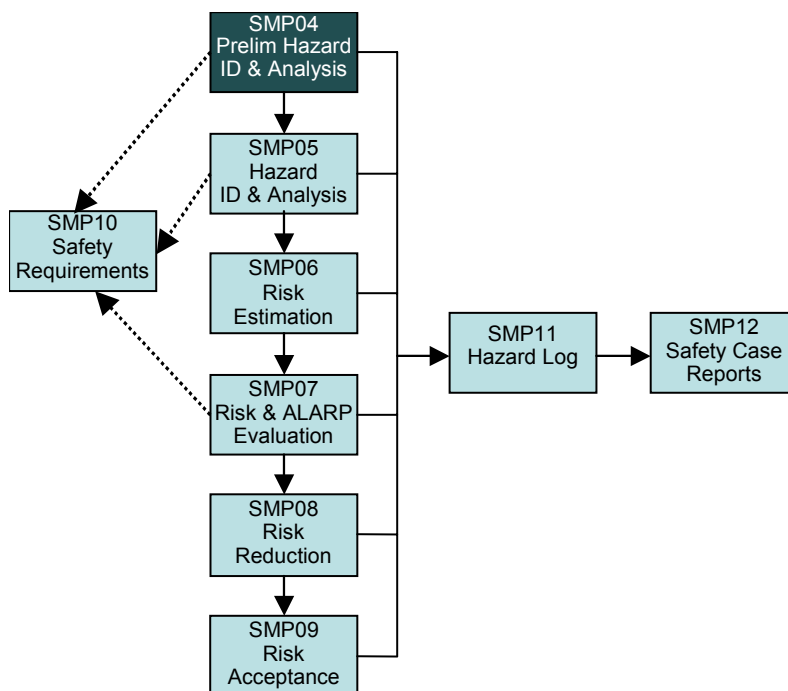 SMP04
Prelim Hazard
ID & Analysis
SMP05
Hazard
ID & Analysis
SMP10
Safety
Requirements
SMP06
Risk
Estimation
SMP11
Hazard Log
SMP12
Safety Case
Reports
SMP07
Risk & ALARP
Evaluation
SMP08
Risk
Reduction
SMP09
Risk
Acceptance